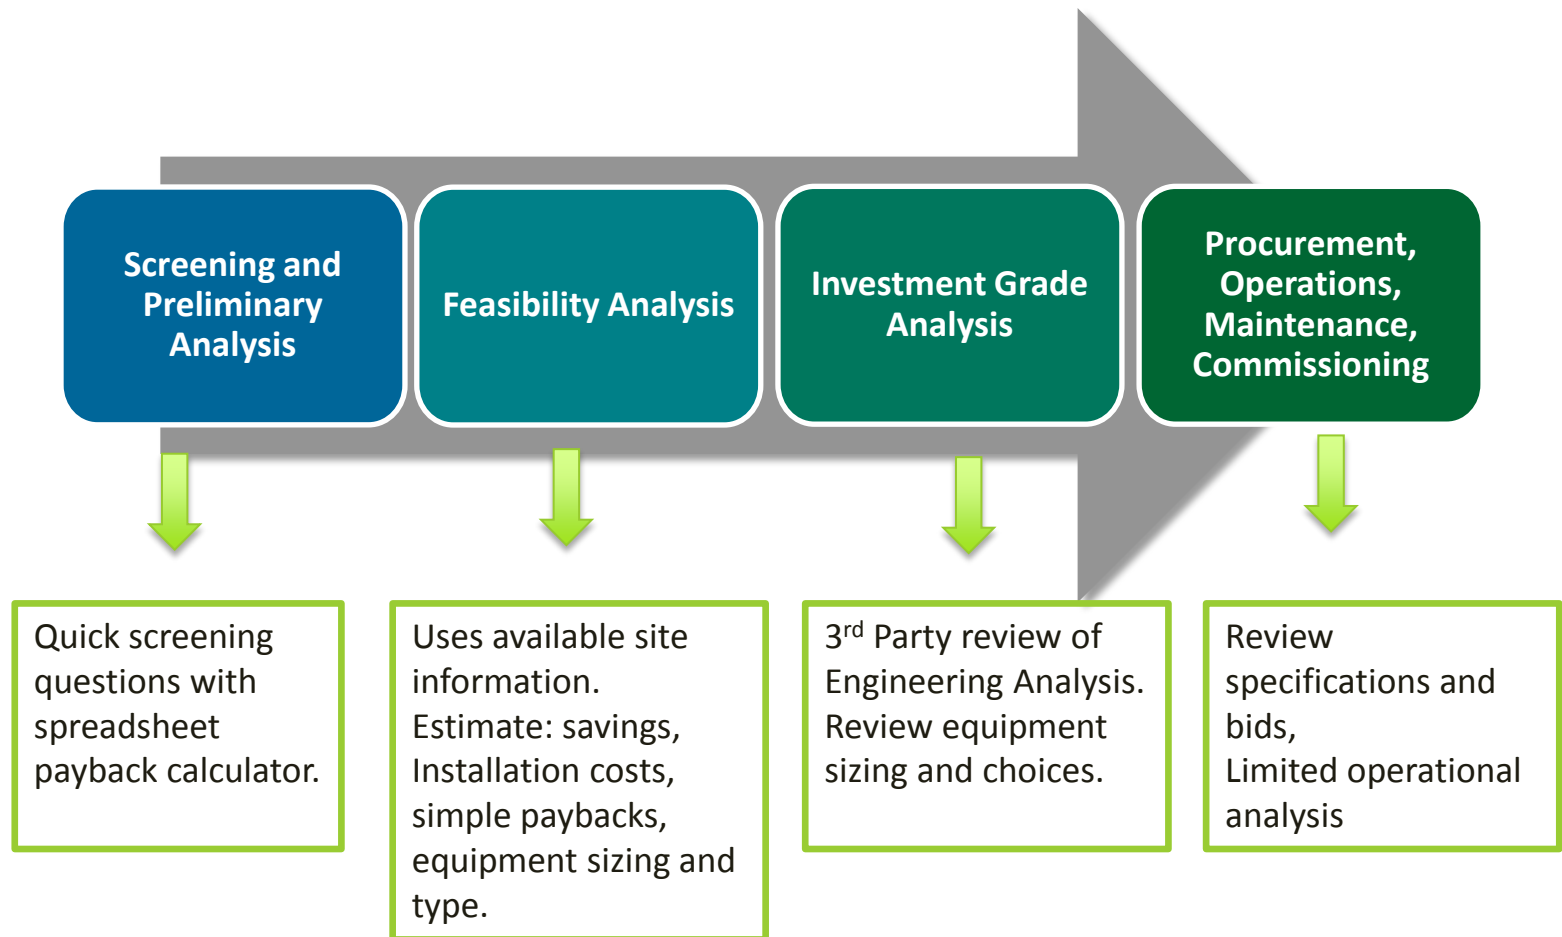 Screening and
Preliminary
Analysis
Feasibility Analysis
Investment Grade
Analysis
Procurement,
Operations,
Maintenance,
Commissioning
Quick screening
questions with
spreadsheet
payback calculator.
Uses available site
information.
Estimate: savings,
Installation costs,
simple paybacks,
equipment sizing and
type.
3rd Party review of
Engineering Analysis.
Review equipment
sizing and choices.
Review
specifications and
bids,
Limited operational
analysis